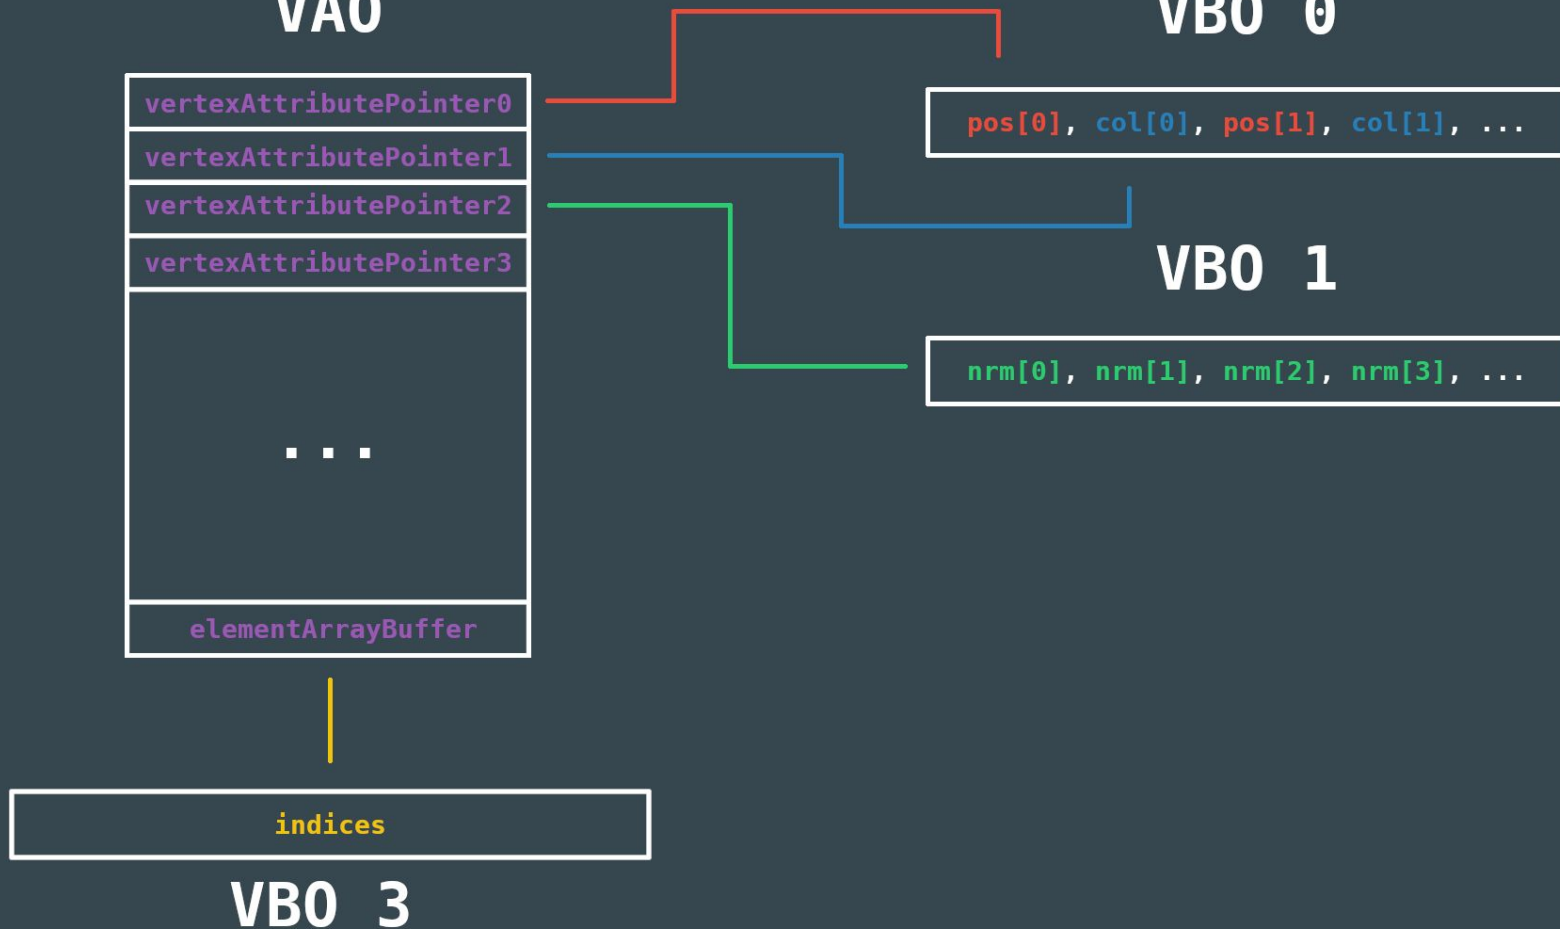 VAO
vertexAttributePointer0
vertexAttributePointer1
vertexAttributePointer2
vertexAttributePointer3
...
elementArrayBuffer
indices
VBO 3
VBO 0
pos[0], col[0], pos[1], col[1], ...
VBO 1
nrm[0], nrm[1], nrm[2], nrm[3], ...